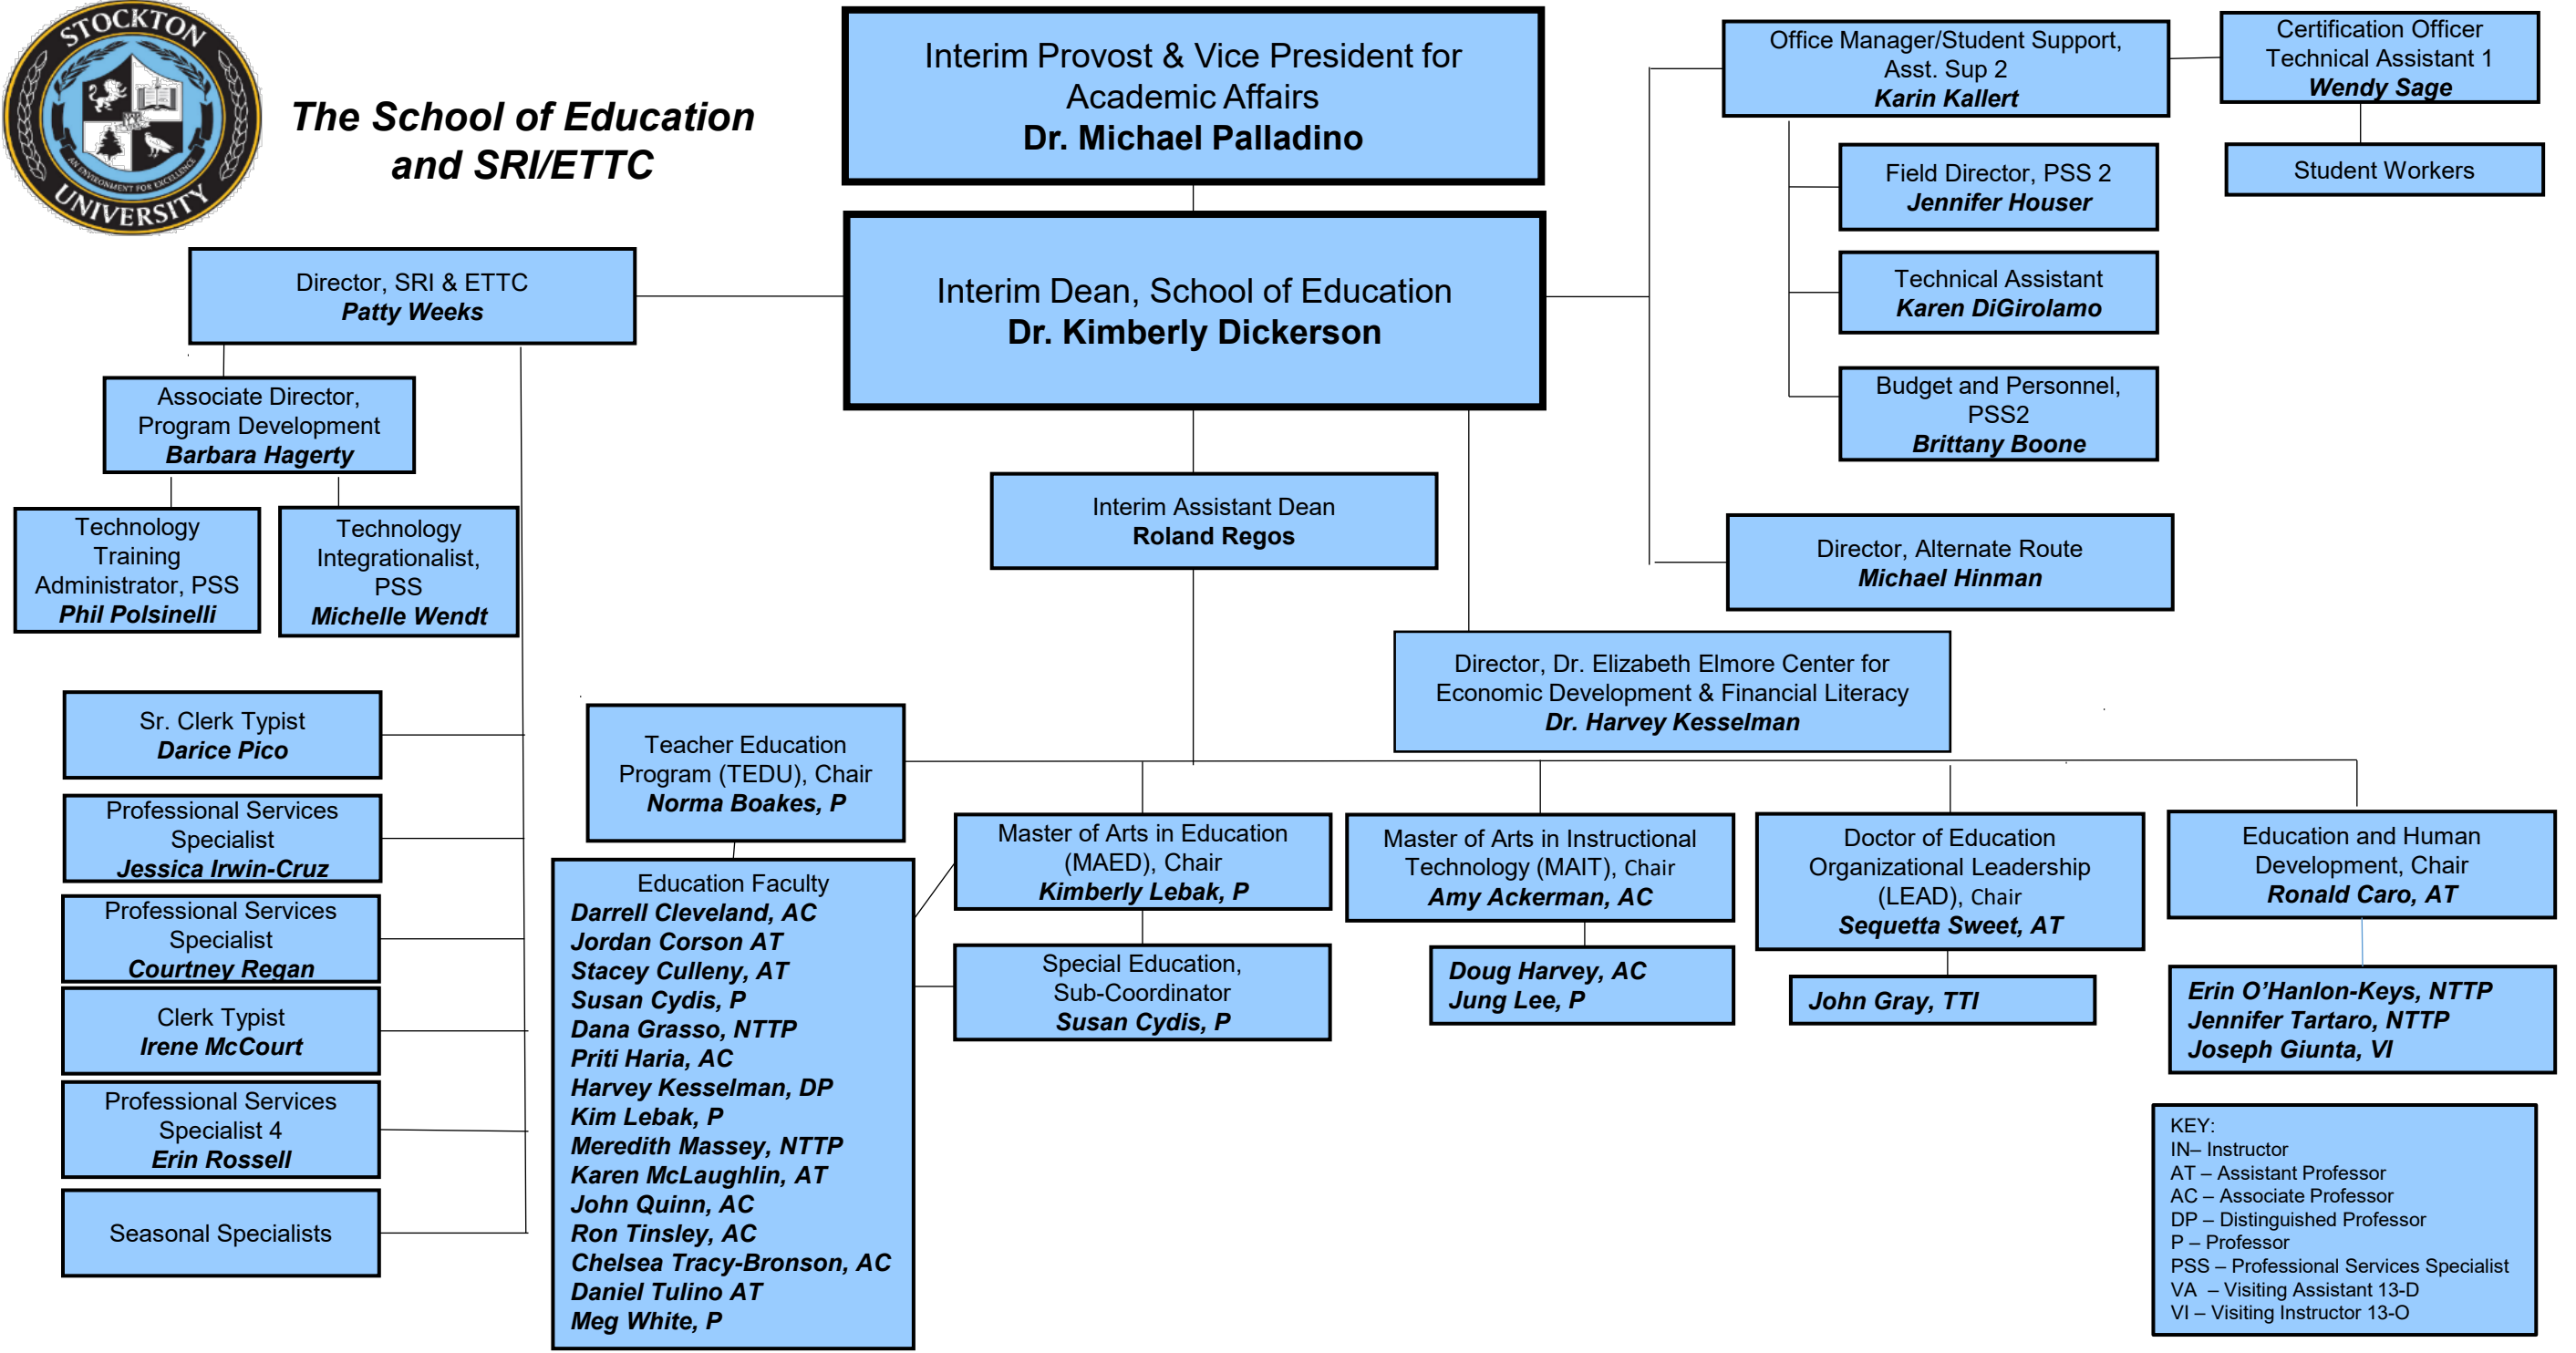 STOCKTON
AN ENVIRONMENT FOR EXCELLENCE
UNIVERSITY
The School of Education
and SRI/ETTC
Interim Provost & Vice President for
Academic Affairs
Dr. Michael Palladino
Interim Dean, School of Education
Dr. Kimberly Dickerson
Office Manager/Student Support,
Asst. Sup 2
Karin Kallert
Certification Officer
Technical Assistant 1
Wendy Sage
Student Workers
Field Director, PSS 2
Jennifer Houser
Technical Assistant
Karen DiGirolamo
Budget and Personnel,
PSS2
Brittany Boone
Director, Alternate Route
Michael Hinman
Director, SRI & ETTC
Patty Weeks
Associate Director,
Program Development
Barbara Hagerty
Technology
Training
Administrator, PSS
Phil Polsinelli
Technology
Integrationalist,
PSS
Michelle Wendt
Sr. Clerk Typist
Darice Pico
Professional Services
Specialist
Jessica Irwin-Cruz
Professional Services
Specialist
Courtney Regan
Clerk Typist
Irene McCourt
Professional Services
Specialist 4
Erin Rossell
Seasonal Specialists
Interim Assistant Dean
Roland Regos
Director, Dr. Elizabeth Elmore Center for
Economic Development & Financial Literacy
Dr. Harvey Kesselman
Teacher Education
Program (TEDU), Chair
Norma Boakes, P
Education Faculty
Darrell Cleveland, AC
Jordan Corson AT
Stacey Culleny, AT
Susan Cydis, P
Dana Grasso, NTTP
Priti Haria, AC
Harvey Kesselman, DP
Kim Lebak, P
Meredith Massey, NTTP
Karen McLaughlin, AT
John Quinn, AC
Ron Tinsley, AC
Chelsea Tracy-Bronson, AC
Daniel Tulino AT
Meg White, P
Master of Arts in Education
(MAED), Chair
Kimberly Lebak, P
Special Education,
Sub-Coordinator
Susan Cydis, P
Master of Arts in Instructional
Technology (MAIT), Chair
Amy Ackerman, AC
Doug Harvey, AC
Jung Lee, P
Doctor of Education
Organizational Leadership
(LEAD), Chair
Sequetta Sweet, AT
John Gray, TTI
Education and Human
Development, Chair
Ronald Caro, AT
Erin O’Hanlon-Keys, NTTP
Jennifer Tartaro, NTTP
Joseph Giunta, VI
KEY:
IN– Instructor
AT – Assistant Professor
AC – Associate Professor
DP – Distinguished Professor
P – Professor
PSS – Professional Services Specialist
VA – Visiting Assistant 13-D
VI – Visiting Instructor 13-O